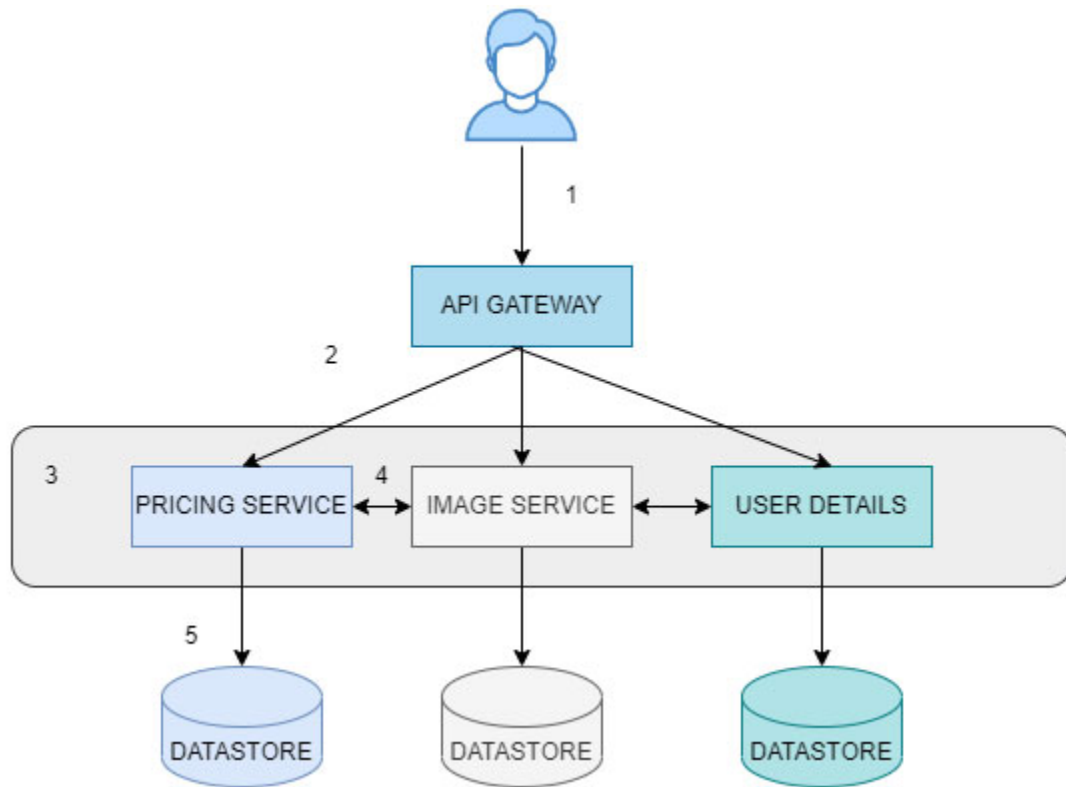 1
API GATEWAY
2
3
PRICING SERVICE
4
IMAGE SERVICE
USER DETAILS
5
DATASTORE
DATASTORE
DATASTORE